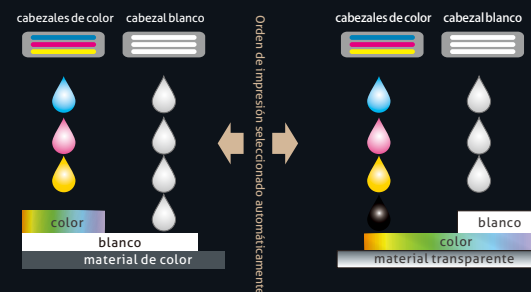 cabezales de color
cabezal blanco
color
blanco
material de color
Orden de impresión seleccionado automáticamente
cabezales de color
cabezal blanco
blanco
color
material transparente